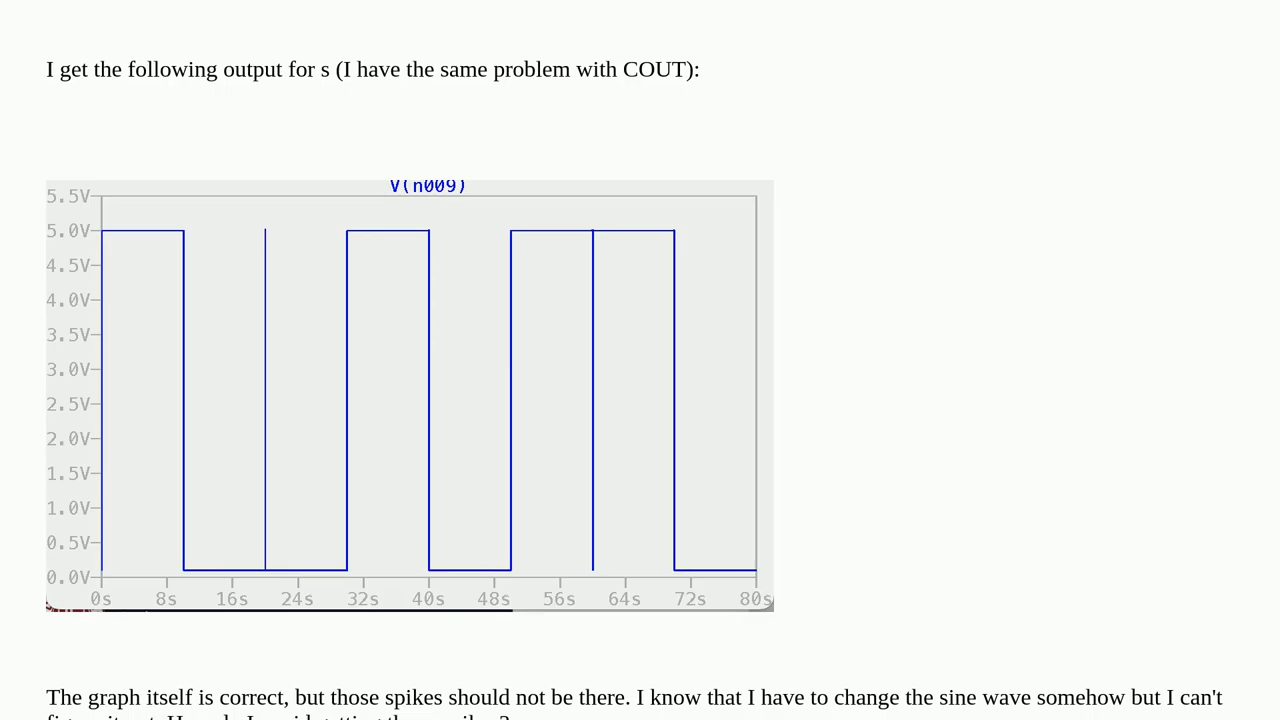 I get the following output for s (I have the same problem with COUT):
V(n009)
5.5V
5.0V
4.5V
4.0V
3.5V
3.0V
2.5V
2.0V
1.5V
1.0V
0.5V
0.0V
0s 8s 16s 24s 32s 40s 48s 56s 64s 72s 80s
The graph itself is correct, but those spikes should not be there. I know that I have to change the sine wave somehow but I can't